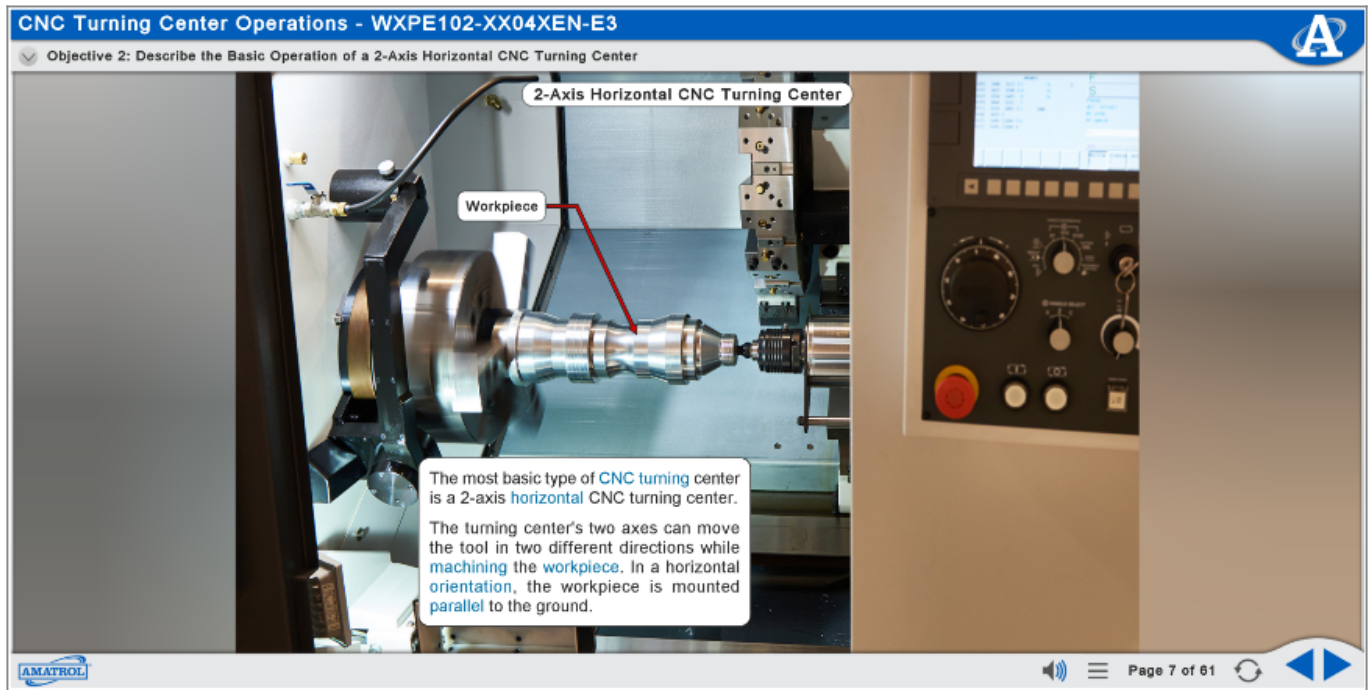 CNC Turning Center Operations - WXPE102-XX04XEN-E3
A
Objective 2: Describe the Basic Operation of a 2-Axis Horizontal CNC Turning Center
2-Axis Horizontal CNC Turning Center
Workpiece
The most basic type of CNC turning center
is a 2-axis horizontal CNC turning center.
The turning center's two axes can move
the tool in two different directions while
machining the workpiece. In a horizontal
orientation, the workpiece is mounted
parallel to the ground.
AMATROL
Page 7 of 61